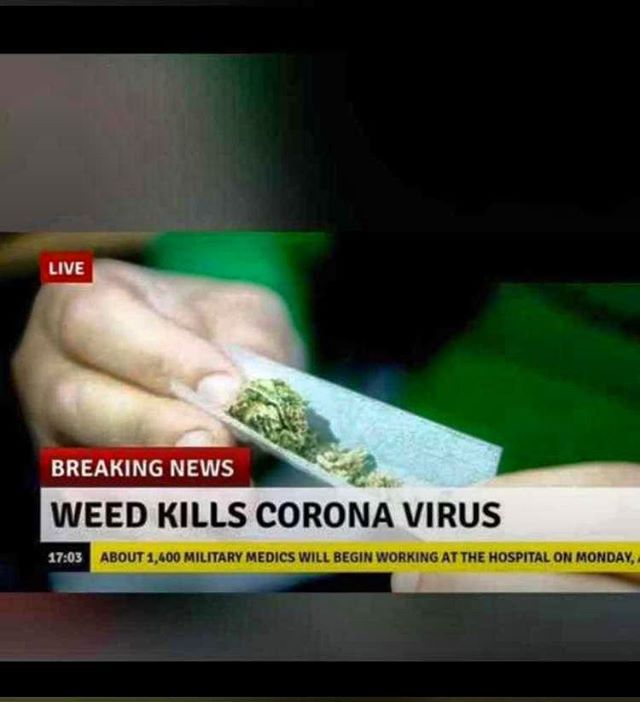 LIVE
BREAKING NEWS
WEED KILLS CORONA VIRUS
17:03 ABOUT 1,400 MILITARY MEDICS WILL BEGIN WORKING AT THE HOSPITAL ON MONDAY,